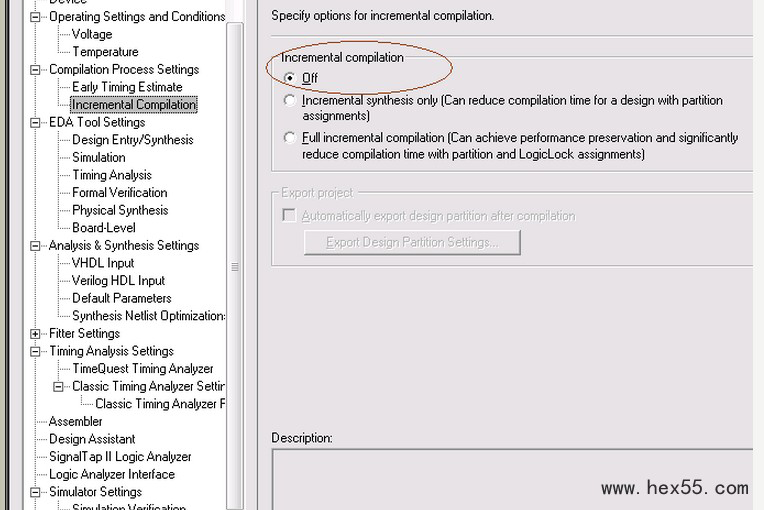 Device
Operating Settings and Conditions
Voltage
Temperature
Compilation Process Settings
Early Timing Estimate
Incremental Compilation
EDA Tool Settings
Design Entry/Synthesis
Simulation
Timing Analysis
Formal Verification
Physical Synthesis
Board-Level
Analysis & Synthesis Settings
VHDL Input
Verilog HDL Input
Default Parameters
Synthesis Netlist Optimization
Fitter Settings
Timing Analysis Settings
TimeQuest Timing Analyzer
Classic Timing Analyzer Settin
Classic Timing Analyzer F
Assembler
Design Assistant
SignalTap II Logic Analyzer
Logic Analyzer Interface
Simulator Settings
Simulation Verification
Specify options for incremental compilation.
Incremental compilation
Off
Incremental synthesis only (Can reduce compilation time for a design with partition
assignments)
Full incremental compilation (Can achieve performance preservation and significantly
reduce compilation time with partition and LogicLock assignments)
Export project
Automatically export design partition after compilation
Export Design Partition Settings...
Description:
www.hex55.com